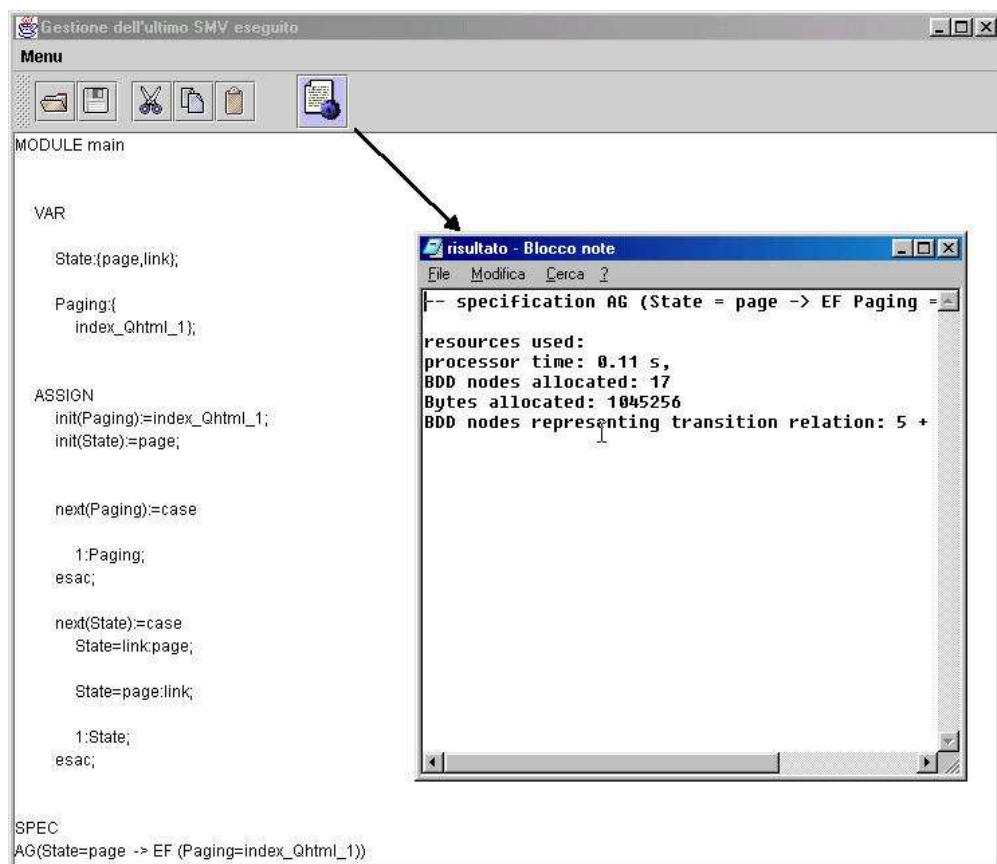 Gestione dell'ultimo SMV eseguito
Menu
MODULE main
VAR
State:{page,link};
Paging:{
index_Qhtml_1};
ASSIGN
init(Paging):=index_Qhtml_1;
init(State):=page;
next(Paging):=case
1:Paging;
esac;
next(State):=case
State=link:page;
State=page:link;
1:State;
esac;
SPEC
AG(State=page -> EF (Paging=index_Qhtml_1))
risultato - Blocco note
File Modifica Cerca ?
-- specification AG (State = page -> EF Paging =
resources used:
processor time: 0.11 s,
BDD nodes allocated: 17
Bytes allocated: 1045256
BDD nodes representing transition relation: 5 +